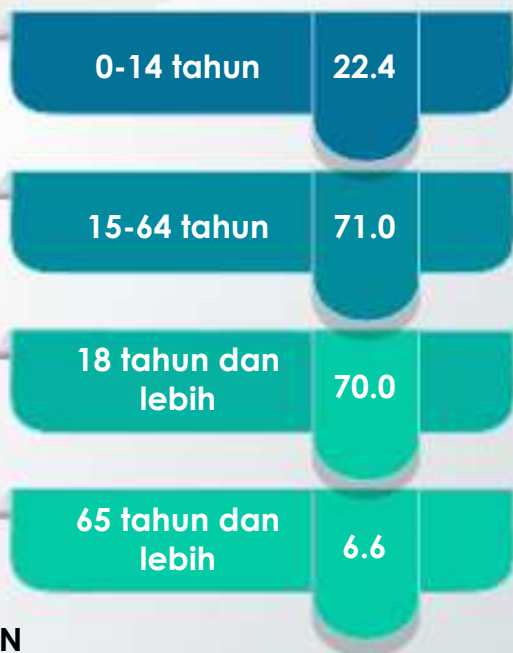 0-14 tahun 22.4
15-64 tahun 71.0
18 tahun dan
lebih 70.0
65 tahun dan
lebih 6.6
N